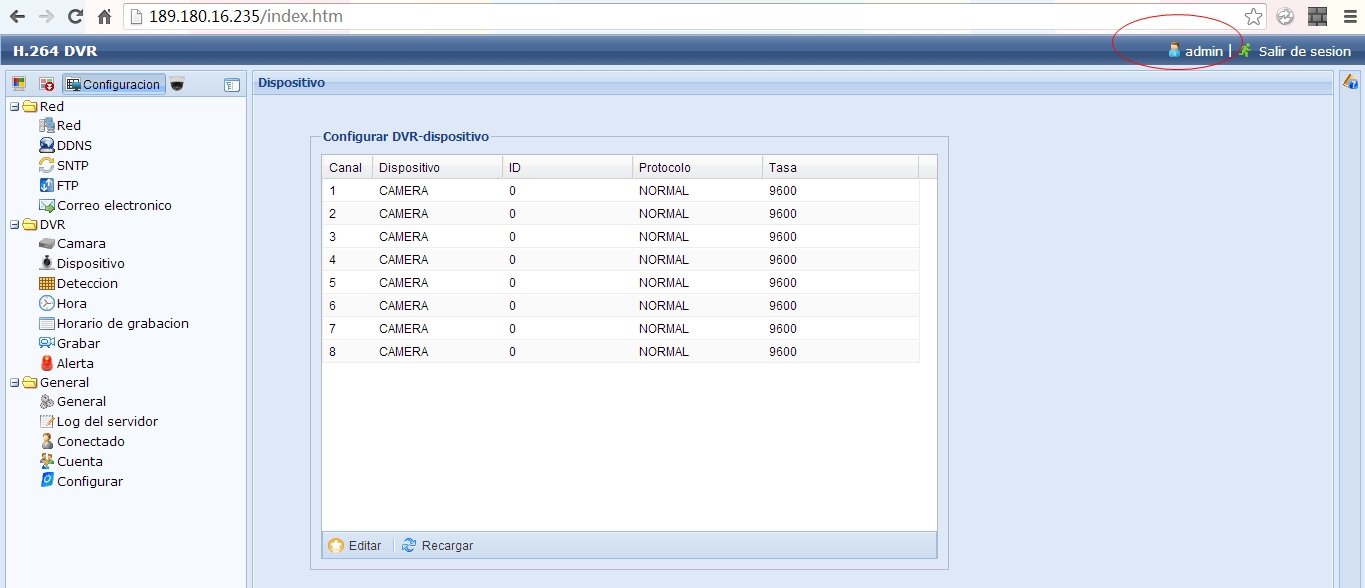 189.180.16.235/index.htm
H.264 DVR
admin | Salir de sesion
Configuracion
Dispositivo
Red
Red
DDNS
SNTP
FTP
Correo electronico
DVR
Camara
Dispositivo
Deteccion
Hora
Horario de grabacion
Grabar
Alerta
General
General
Log del servidor
Conectado
Cuenta
Configurar
Configurar DVR-dispositivo
Canal Dispositivo ID Protocolo Tasa
1 CAMERA 0 NORMAL 9600
2 CAMERA 0 NORMAL 9600
3 CAMERA 0 NORMAL 9600
4 CAMERA 0 NORMAL 9600
5 CAMERA 0 NORMAL 9600
6 CAMERA 0 NORMAL 9600
7 CAMERA 0 NORMAL 9600
8 CAMERA 0 NORMAL 9600
Editar Recargar